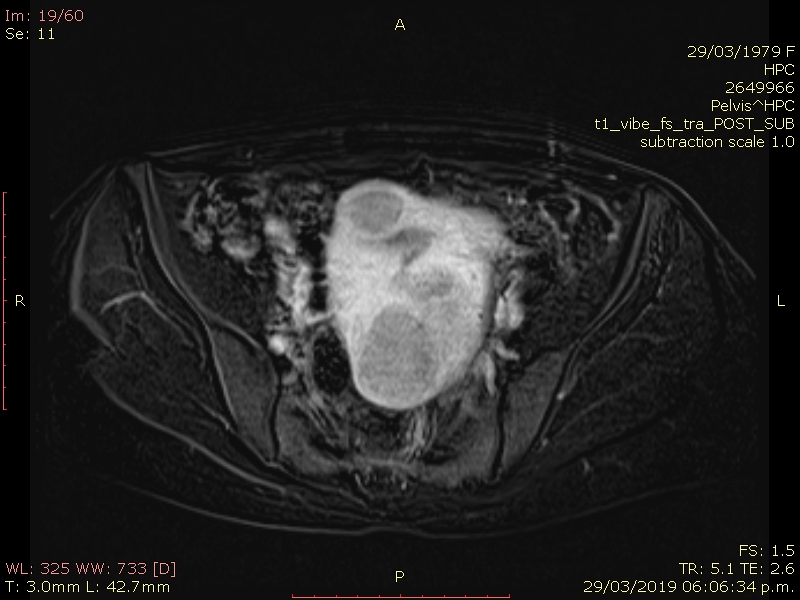 Im: 19/60
Se: 11
A
29/03/1979 F
HPC
2649966
Pelvis^HPC
t1_vibe_fs_tra_POST_SUB
subtraction scale 1.0
R
L
WL: 325 WW: 733 [D]
T: 3.0mm L: 42.7mm
P
FS: 1.5
TR: 5.1 TE: 2.6
29/03/2019 06:06:34 p.m.